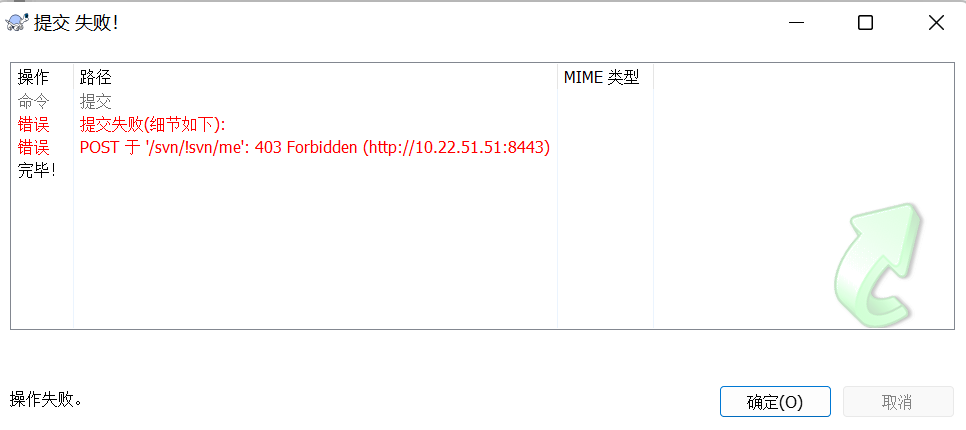 提交 失败！
操作 路径 MIME 类型
命令 提交
错误 提交失败(细节如下):
错误 POST 于 '/svn/!svn/me': 403 Forbidden (http://10.22.51.51:8443)
完毕！
操作失败。
确定(O) 取消